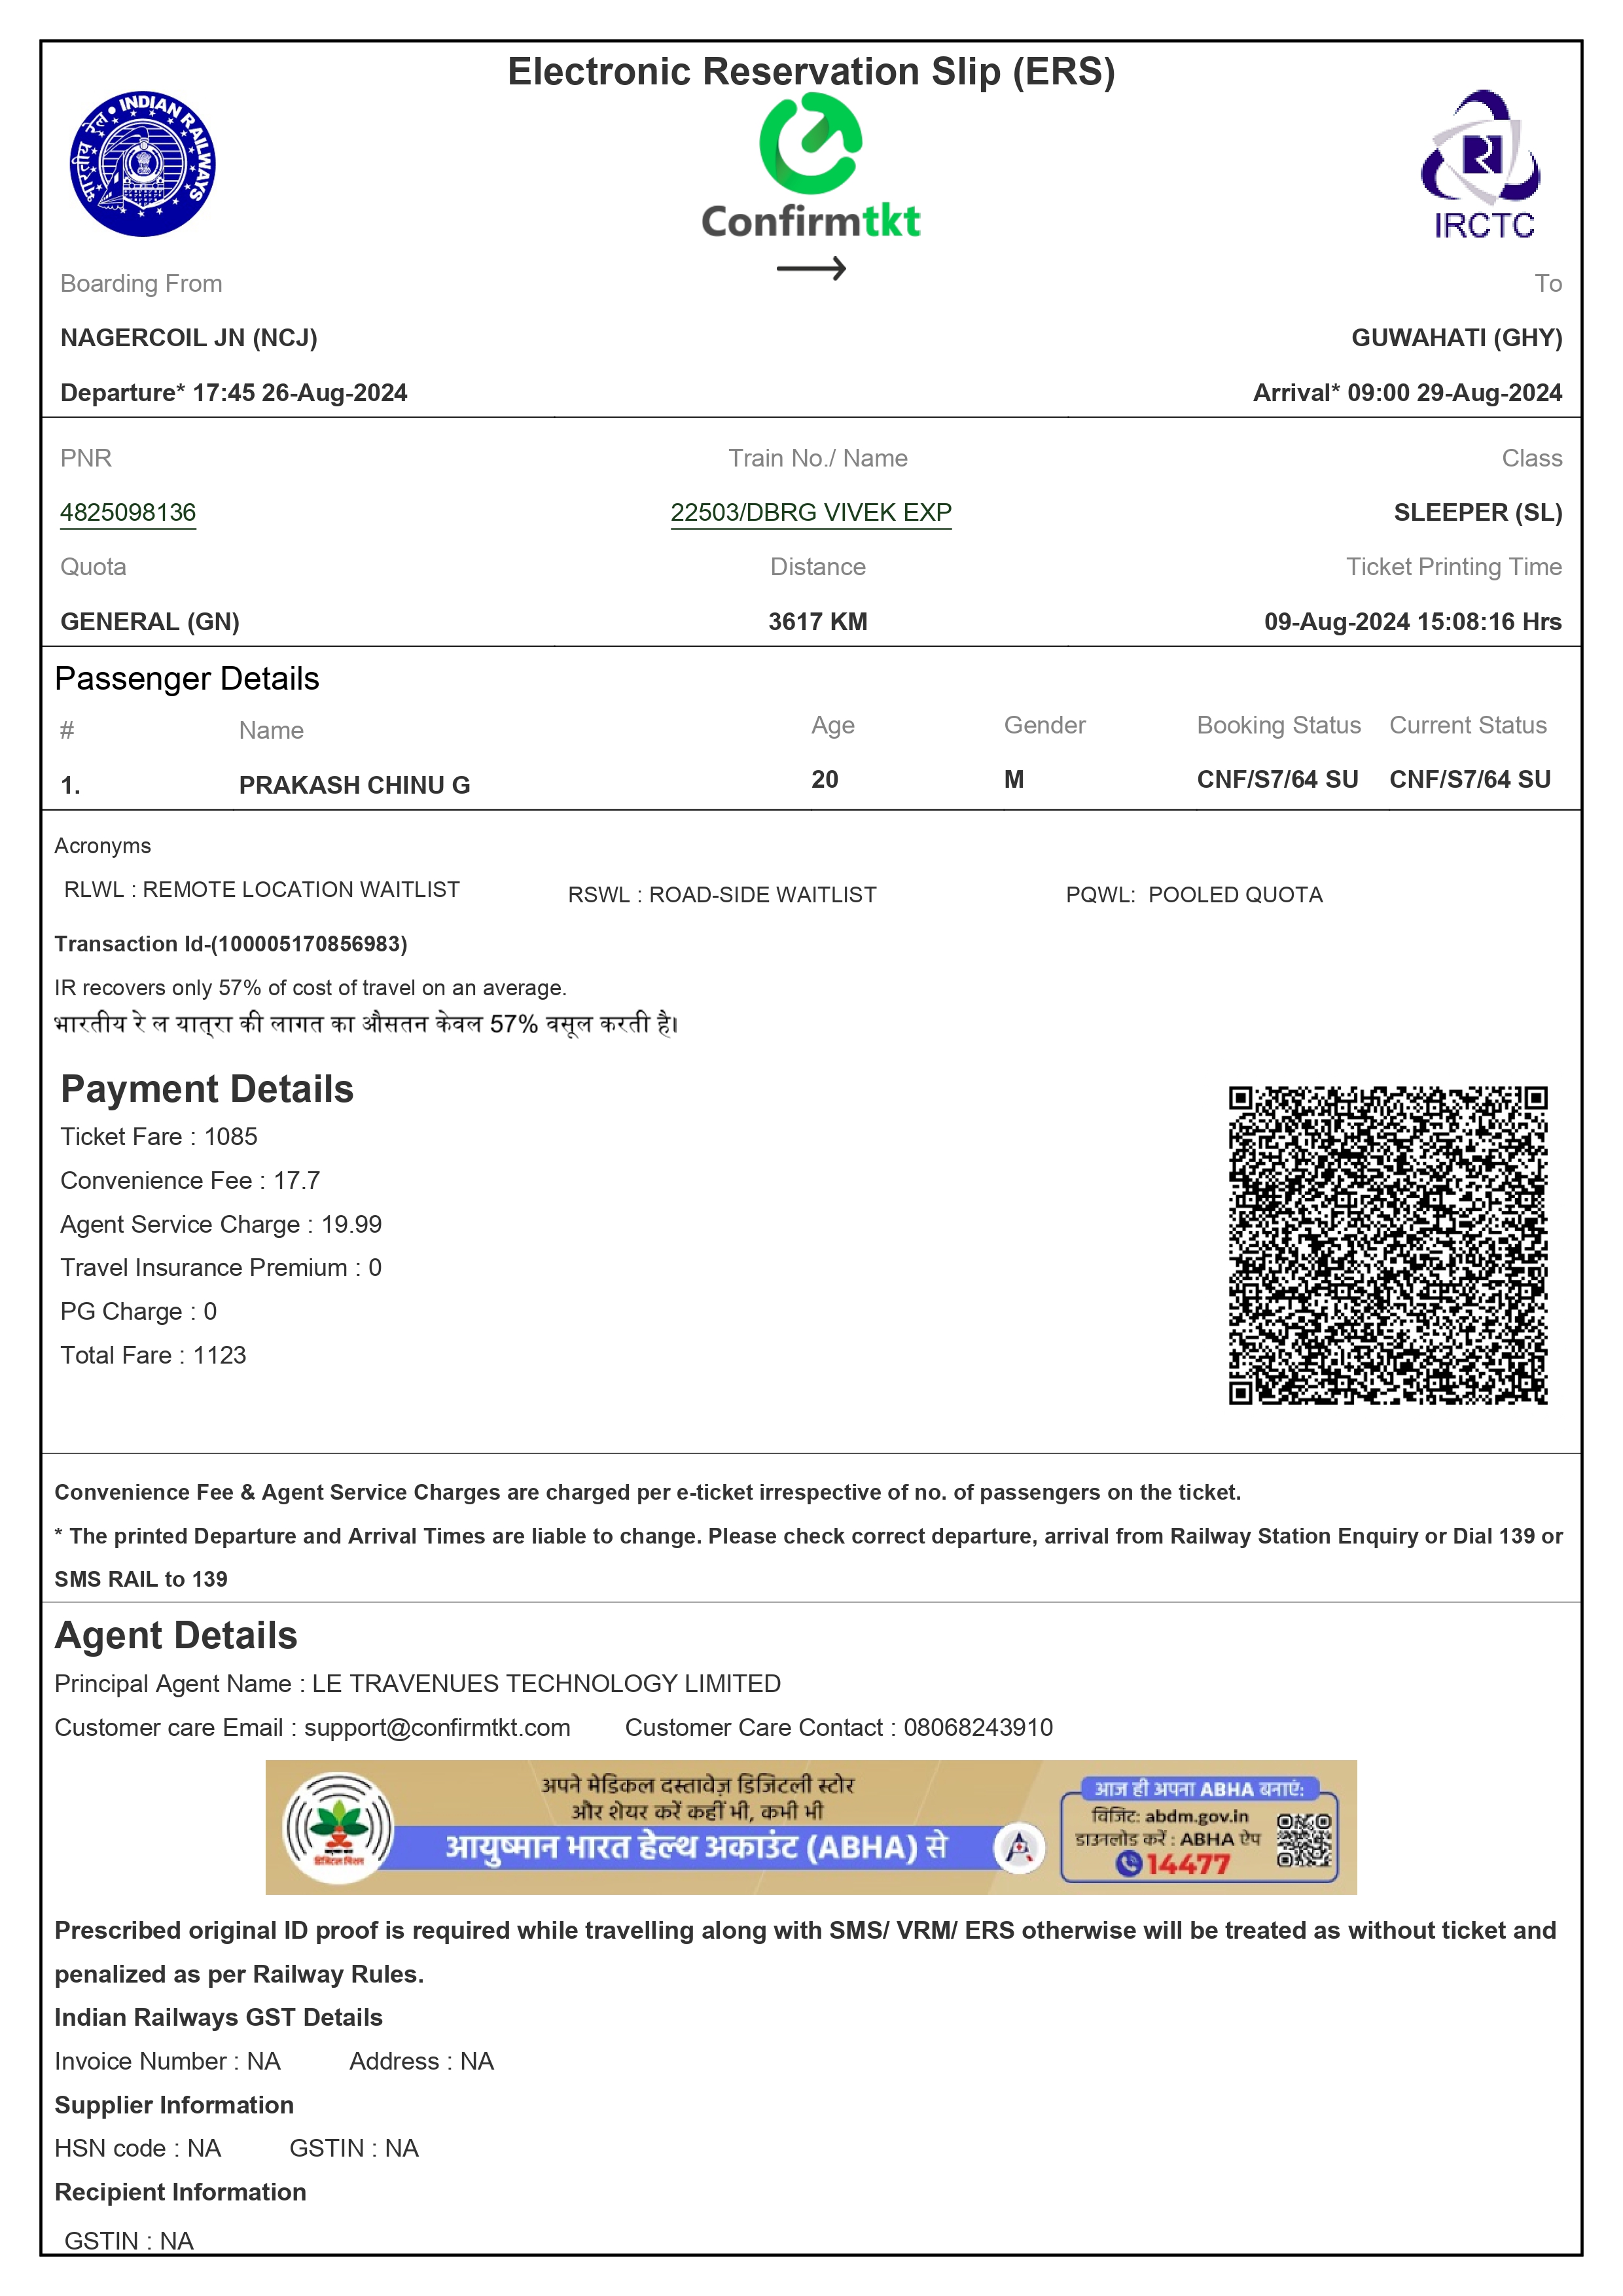 Electronic Reservation Slip (ERS)
भारतीय रेल • INDIAN RAILWAYS
Confirmtkt
IRCTC
Boarding From To
NAGERCOIL JN (NCJ) GUWAHATI (GHY)
Departure* 17:45 26-Aug-2024 Arrival* 09:00 29-Aug-2024
PNR Train No./ Name Class
4825098136 22503/DBRG VIVEK EXP SLEEPER (SL)
Quota Distance Ticket Printing Time
GENERAL (GN) 3617 KM 09-Aug-2024 15:08:16 Hrs
Passenger Details
# Name Age Gender Booking Status Current Status
1. PRAKASH CHINU G 20 M CNF/S7/64 SU CNF/S7/64 SU
Acronyms
RLWL : REMOTE LOCATION WAITLIST RSWL : ROAD-SIDE WAITLIST PQWL: POOLED QUOTA
Transaction Id-(100005170856983)
IR recovers only 57% of cost of travel on an average.
भारतीय रे ल यात्रा की लागत का औसतन केवल 57% वसूल करती है।
Payment Details
Ticket Fare : 1085
Convenience Fee : 17.7
Agent Service Charge : 19.99
Travel Insurance Premium : 0
PG Charge : 0
Total Fare : 1123
Convenience Fee & Agent Service Charges are charged per e-ticket irrespective of no. of passengers on the ticket.
* The printed Departure and Arrival Times are liable to change. Please check correct departure, arrival from Railway Station Enquiry or Dial 139 or
SMS RAIL to 139
Agent Details
Principal Agent Name : LE TRAVENUES TECHNOLOGY LIMITED
Customer care Email : support@confirmtkt.com Customer Care Contact : 08068243910
अपने मेडिकल दस्तावेज़ डिजिटली स्टोर
और शेयर करें कहीं भी, कभी भी
आयुष्मान भारत हेल्थ अकाउंट (ABHA) से
आज ही अपना ABHA बनाएं:
विजिट: abdm.gov.in
डाउनलोड करें : ABHA ऐप
14477
Prescribed original ID proof is required while travelling along with SMS/ VRM/ ERS otherwise will be treated as without ticket and
penalized as per Railway Rules.
Indian Railways GST Details
Invoice Number : NA Address : NA
Supplier Information
HSN code : NA GSTIN : NA
Recipient Information
GSTIN : NA